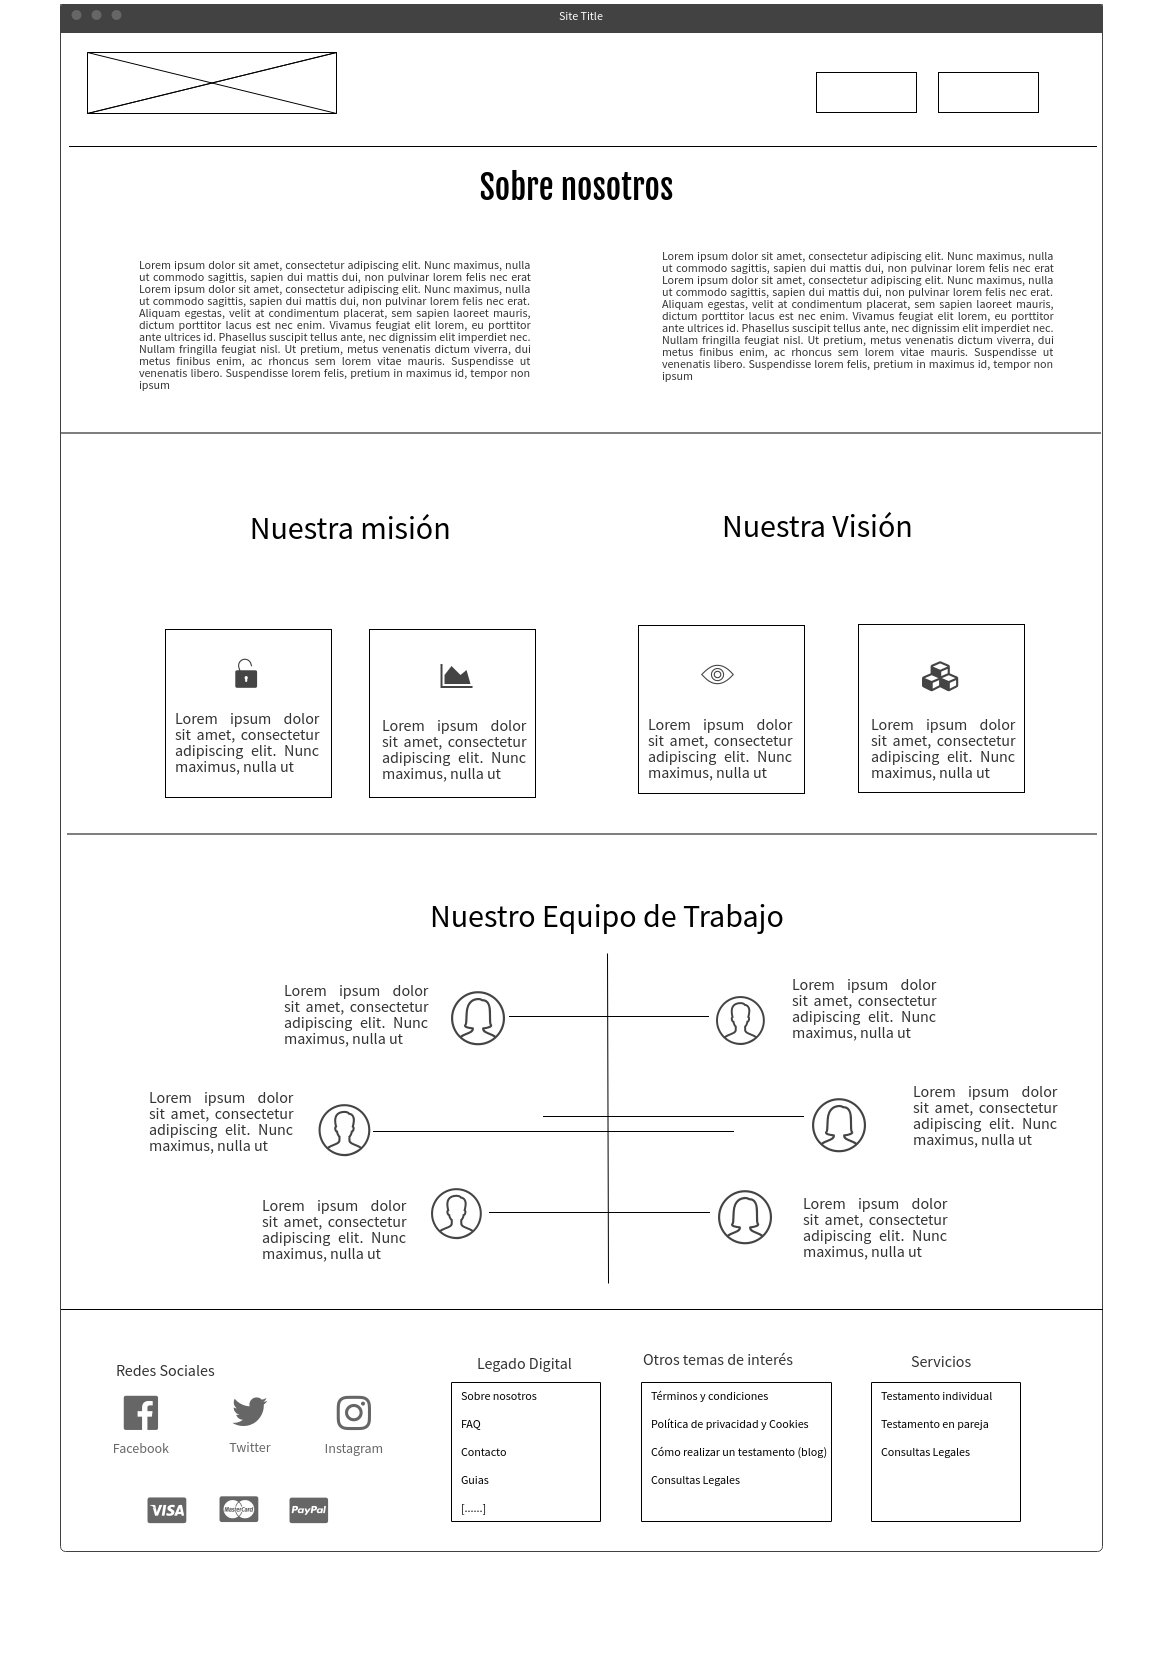 Site Title
Sobre nosotros
Lorem ipsum dolor sit amet, consectetur adipiscing elit. Nunc maximus, nulla
ut commodo sagittis, sapien dui mattis dui, non pulvinar lorem felis nec erat
Lorem ipsum dolor sit amet, consectetur adipiscing elit. Nunc maximus, nulla
ut commodo sagittis, sapien dui mattis dui, non pulvinar lorem felis nec erat.
Aliquam egestas, velit at condimentum placerat, sem sapien laoreet mauris,
dictum porttitor lacus est nec enim. Vivamus feugiat elit lorem, eu porttitor
ante ultrices id. Phasellus suscipit tellus ante, nec dignissim elit imperdiet nec.
Nullam fringilla feugiat nisl. Ut pretium, metus venenatis dictum viverra, dui
metus finibus enim, ac rhoncus sem lorem vitae mauris. Suspendisse ut
venenatis libero. Suspendisse lorem felis, pretium in maximus id, tempor non
ipsum
Lorem ipsum dolor sit amet, consectetur adipiscing elit. Nunc maximus, nulla
ut commodo sagittis, sapien dui mattis dui, non pulvinar lorem felis nec erat
Lorem ipsum dolor sit amet, consectetur adipiscing elit. Nunc maximus, nulla
ut commodo sagittis, sapien dui mattis dui, non pulvinar lorem felis nec erat.
Aliquam egestas, velit at condimentum placerat, sem sapien laoreet mauris,
dictum porttitor lacus est nec enim. Vivamus feugiat elit lorem, eu porttitor
ante ultrices id. Phasellus suscipit tellus ante, nec dignissim elit imperdiet nec.
Nullam fringilla feugiat nisl. Ut pretium, metus venenatis dictum viverra, dui
metus finibus enim, ac rhoncus sem lorem vitae mauris. Suspendisse ut
venenatis libero. Suspendisse lorem felis, pretium in maximus id, tempor non
ipsum
Nuestra misión
Nuestra Visión
Lorem ipsum dolor
sit amet, consectetur
adipiscing elit. Nunc
maximus, nulla ut
Lorem ipsum dolor
sit amet, consectetur
adipiscing elit. Nunc
maximus, nulla ut
Lorem ipsum dolor
sit amet, consectetur
adipiscing elit. Nunc
maximus, nulla ut
Lorem ipsum dolor
sit amet, consectetur
adipiscing elit. Nunc
maximus, nulla ut
Nuestro Equipo de Trabajo
Lorem ipsum dolor
sit amet, consectetur
adipiscing elit. Nunc
maximus, nulla ut
Lorem ipsum dolor
sit amet, consectetur
adipiscing elit. Nunc
maximus, nulla ut
Lorem ipsum dolor
sit amet, consectetur
adipiscing elit. Nunc
maximus, nulla ut
Lorem ipsum dolor
sit amet, consectetur
adipiscing elit. Nunc
maximus, nulla ut
Lorem ipsum dolor
sit amet, consectetur
adipiscing elit. Nunc
maximus, nulla ut
Lorem ipsum dolor
sit amet, consectetur
adipiscing elit. Nunc
maximus, nulla ut
Redes Sociales
Facebook
Twitter
Instagram
VISA
MasterCard
PayPal
Legado Digital
Sobre nosotros
FAQ
Contacto
Guias
[......]
Otros temas de interés
Términos y condiciones
Política de privacidad y Cookies
Cómo realizar un testamento (blog)
Consultas Legales
Servicios
Testamento individual
Testamento en pareja
Consultas Legales